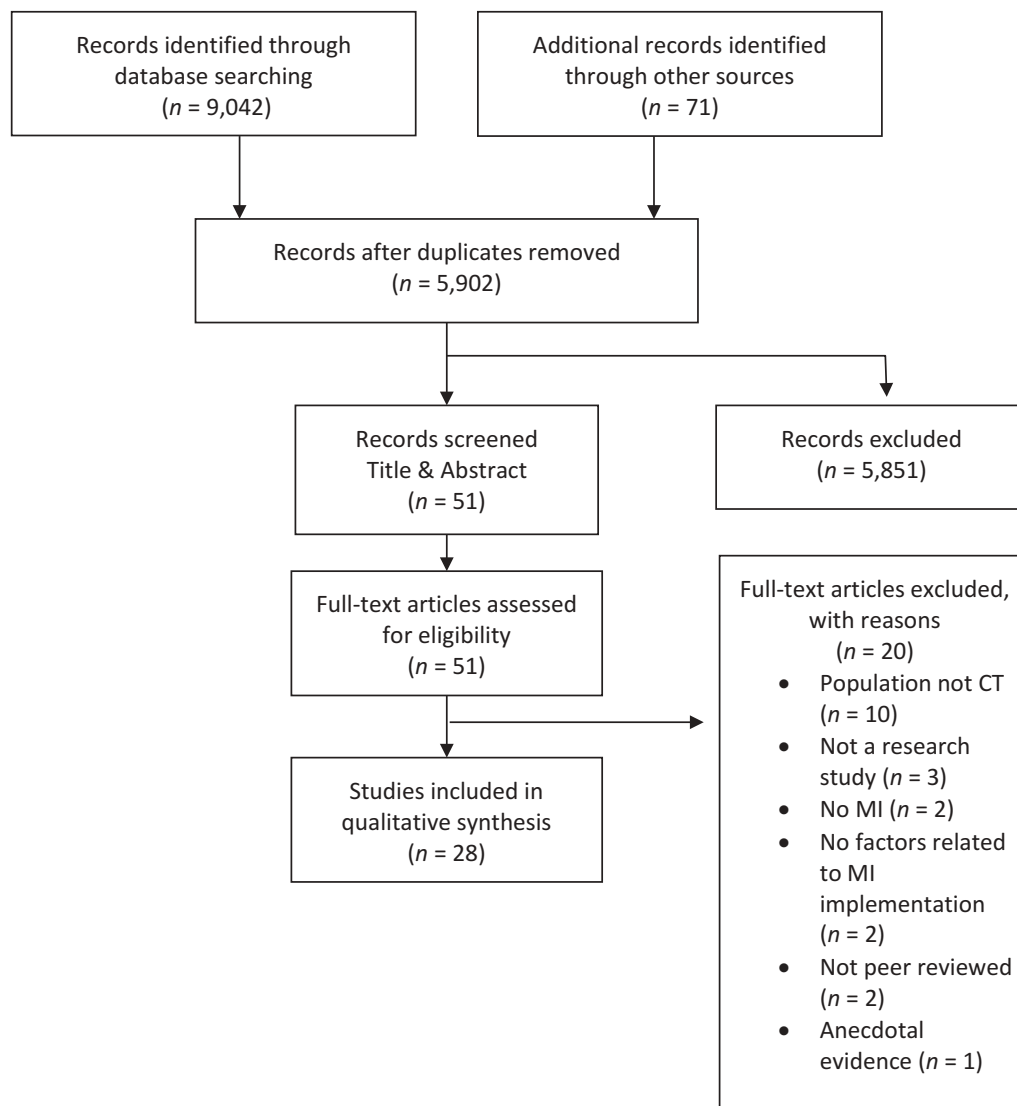 Records identified through
database searching
(n = 9,042)
Additional records identified
through other sources
(n = 71)
Records after duplicates removed
(n = 5,902)
Records screened
Title & Abstract
(n = 51)
Records excluded
(n = 5,851)
Full-text articles assessed
for eligibility
(n = 51)
Full-text articles excluded,
with reasons
(n = 20)
• Population not CT
(n = 10)
• Not a research
study (n = 3)
• No MI (n = 2)
• No factors related
to MI
implementation
(n = 2)
• Not peer reviewed
(n = 2)
• Anecdotal
evidence (n = 1)
Studies included in
qualitative synthesis
(n = 28)